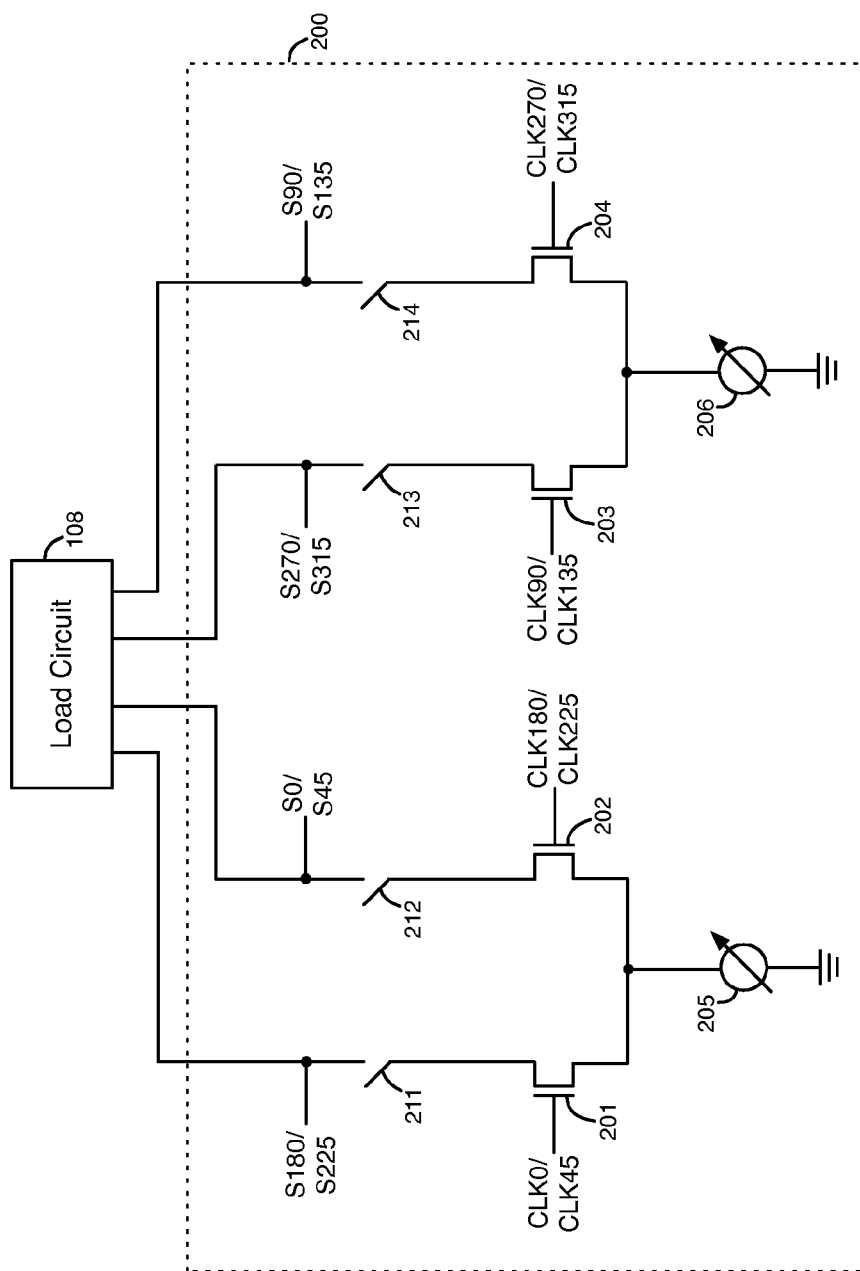 200
108
Load Circuit
S180/
S225
S0/
S45
S270/
S315
S90/
S135
211
212
213
214
CLK0/
CLK45
201
CLK180/
CLK225
202
CLK90/
CLK135
203
CLK270/
CLK315
204
205
206